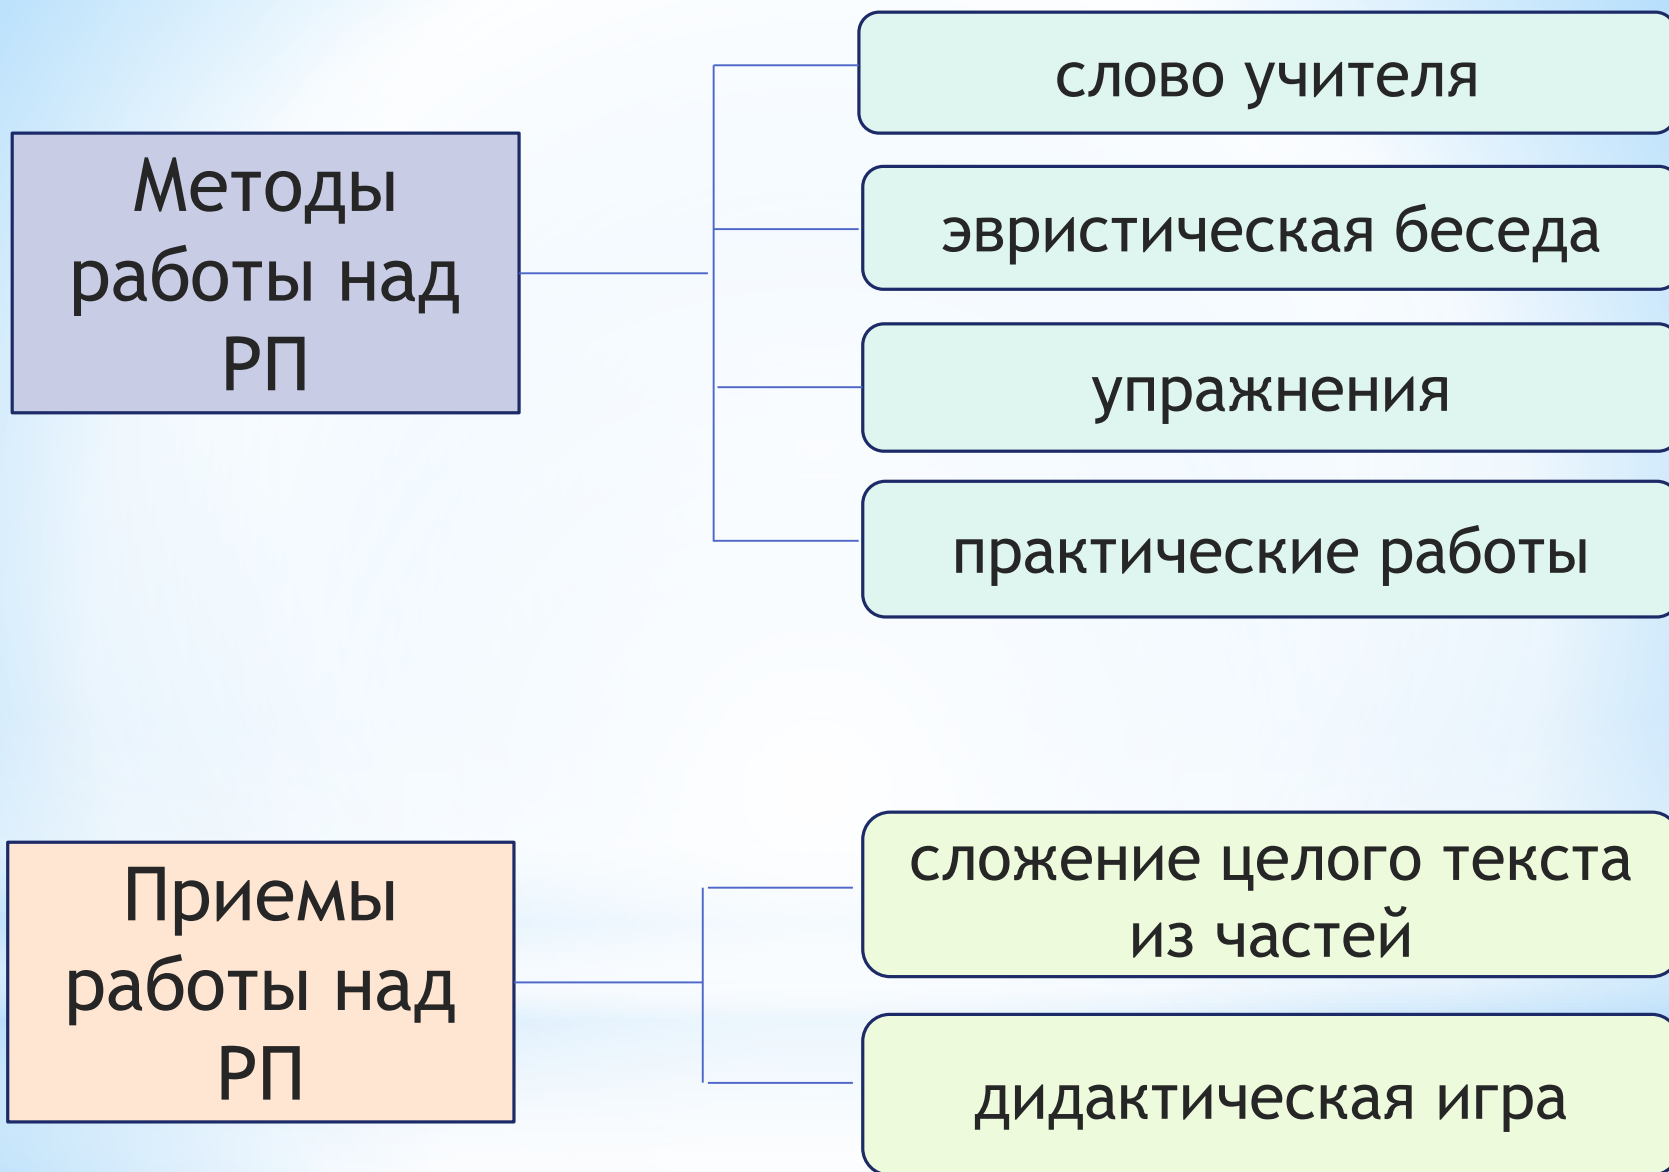 Методы
работы над
РП
слово учителя
эвристическая беседа
упражнения
практические работы
Приемы
работы над
РП
сложение целого текста
из частей
дидактическая игра